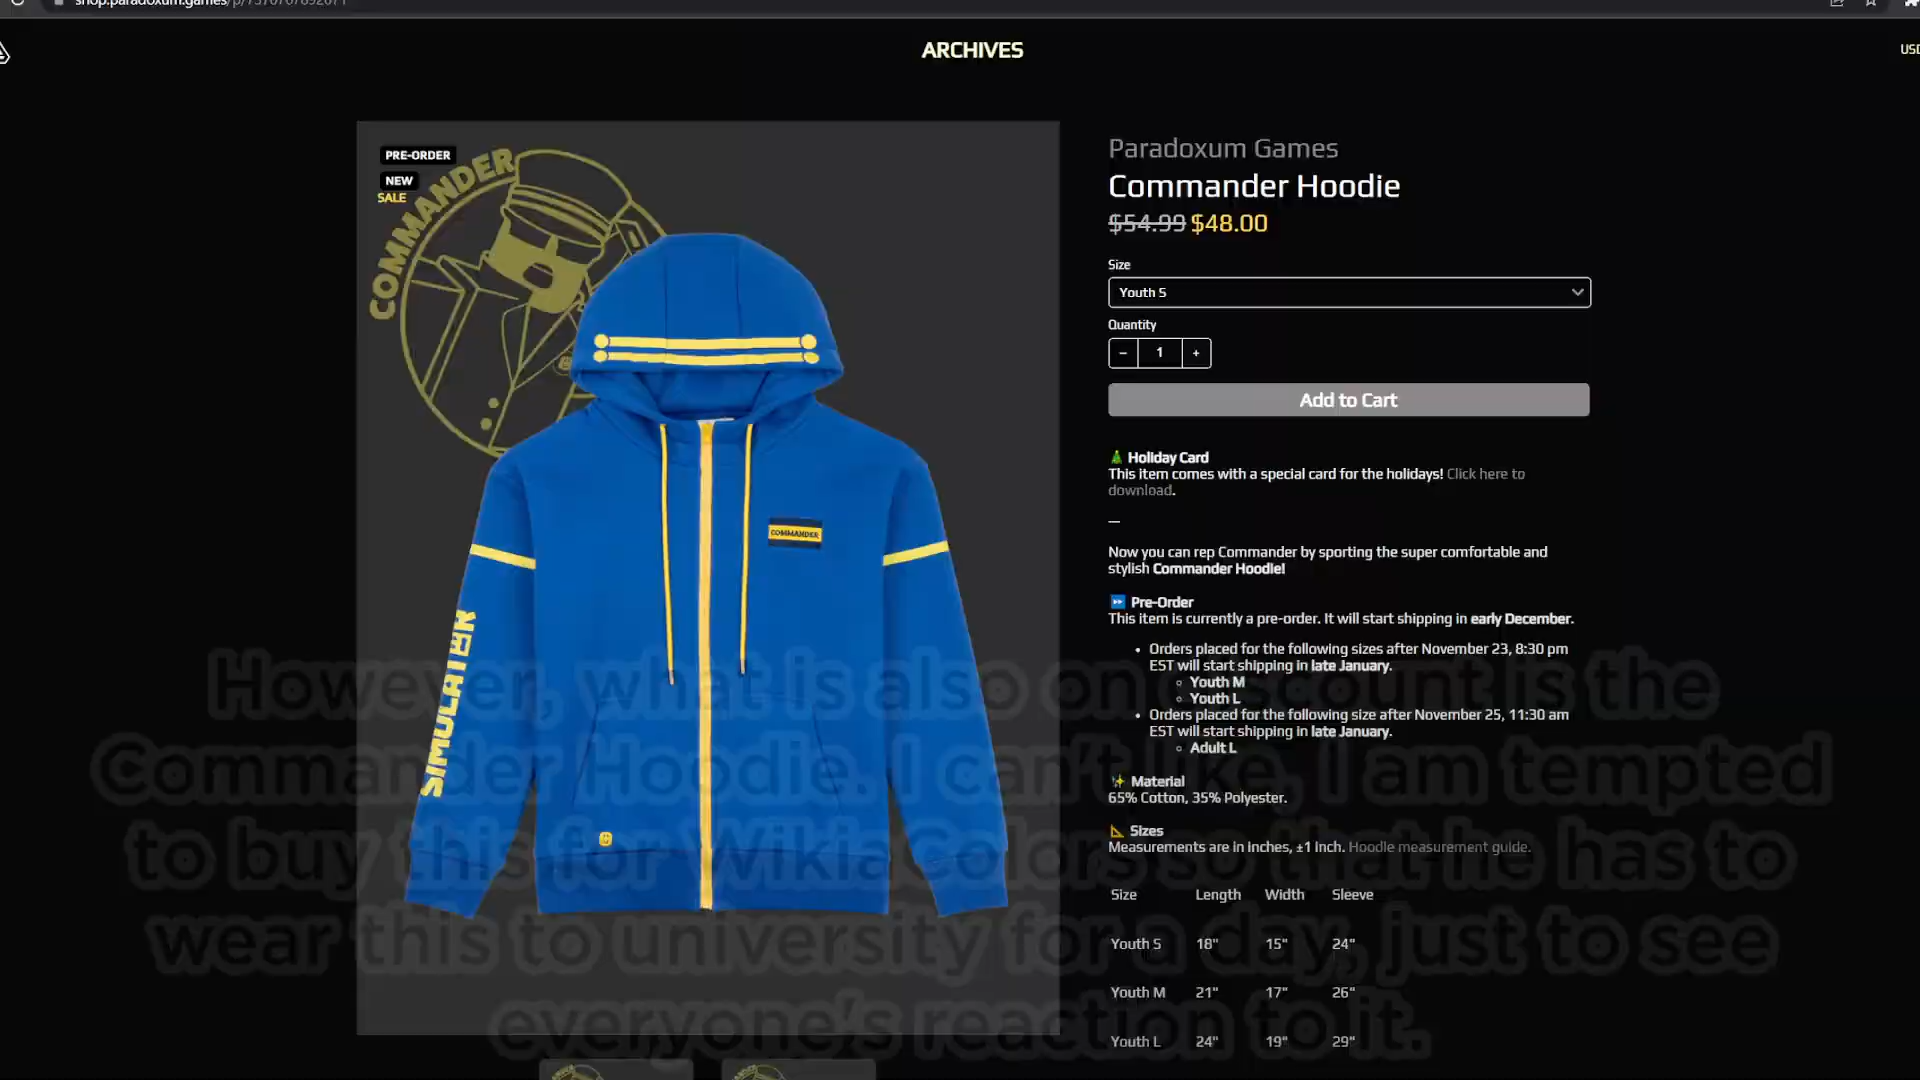 shop.paradoxum.games/p/7370767892671
ARCHIVES
USD
PRE-ORDER
NEW
SALE
COMMANDER
COMMANDER
SIMULATOR
Paradoxum Games
Commander Hoodie
$54.99 $48.00
Size
Youth S
Quantity
− 1 +
Add to Cart
🎄 Holiday Card
This item comes with a special card for the holidays! Click here to
download.
—
Now you can rep Commander by sporting the super comfortable and
stylish Commander Hoodie!
⏩ Pre-Order
This item is currently a pre-order. It will start shipping in early December.
• Orders placed for the following sizes after November 23, 8:30 pm
EST will start shipping in late January.
◦ Youth M
◦ Youth L
• Orders placed for the following size after November 25, 11:30 am
EST will start shipping in late January.
◦ Adult L
✨ Material
65% Cotton, 35% Polyester.
📐 Sizes
Measurements are in inches, ±1 inch. Hoodie measurement guide.
Size Length Width Sleeve
Youth S 18" 15" 24"
Youth M 21" 17" 26"
Youth L 24" 19" 29"
However, what is also on discount is the
Commander Hoodie. I can't like, I am tempted
to buy this for WikiaColors so that he has to
wear this to university for a day, just to see
everyone's reaction to it.